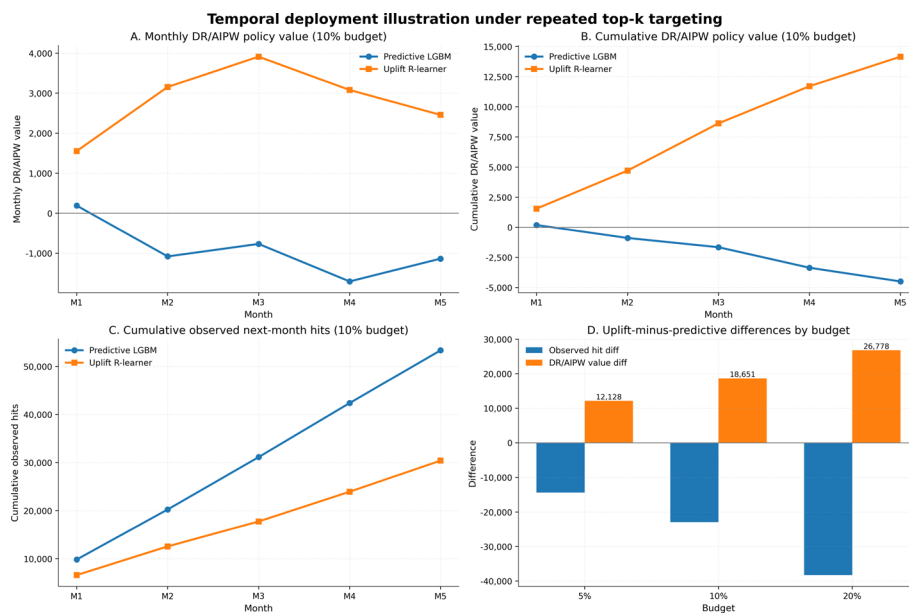 Temporal deployment illustration under repeated top-k targeting
A. Monthly DR/AIPW policy value (10% budget)
4,000
3,000
2,000
1,000
0
-1,000
Monthly DR/AIPW value
Predictive LGBM
Uplift R-learner
M1 M2 M3 M4 M5
Month
B. Cumulative DR/AIPW policy value (10% budget)
15,000
12,500
10,000
7,500
5,000
2,500
0
-2,500
-5,000
Cumulative DR/AIPW value
Predictive LGBM
Uplift R-learner
M1 M2 M3 M4 M5
Month
C. Cumulative observed next-month hits (10% budget)
50,000
40,000
30,000
20,000
10,000
Cumulative observed hits
Predictive LGBM
Uplift R-learner
M1 M2 M3 M4 M5
Month
D. Uplift-minus-predictive differences by budget
30,000
20,000
10,000
0
-10,000
-20,000
-30,000
-40,000
Difference
Observed hit diff
DR/AIPW value diff
12,128
18,651
26,778
5% 10% 20%
Budget